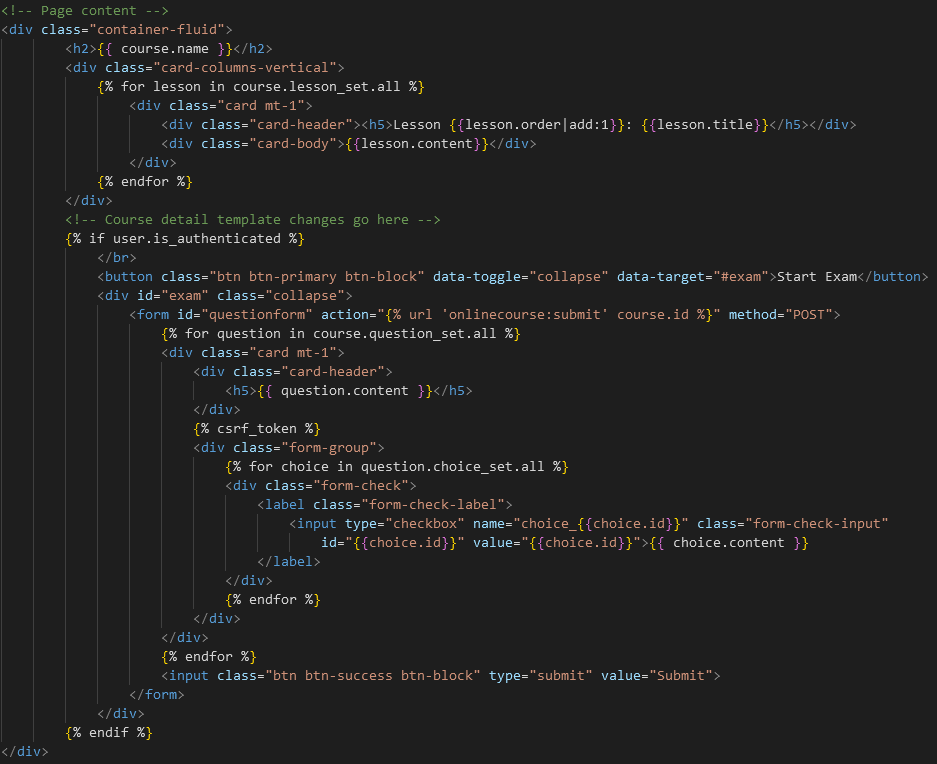 <!-- Page content -->
<div class="container-fluid">
<h2>{{ course.name }}</h2>
<div class="card-columns-vertical">
{% for lesson in course.lesson_set.all %}
<div class="card mt-1">
<div class="card-header"><h5>Lesson {{lesson.order|add:1}}: {{lesson.title}}</h5></div>
<div class="card-body">{{lesson.content}}</div>
</div>
{% endfor %}
</div>
<!-- Course detail template changes go here -->
{% if user.is_authenticated %}
</br>
<button class="btn btn-primary btn-block" data-toggle="collapse" data-target="#exam">Start Exam</button>
<div id="exam" class="collapse">
<form id="questionform" action="{% url 'onlinecourse:submit' course.id %}" method="POST">
{% for question in course.question_set.all %}
<div class="card mt-1">
<div class="card-header">
<h5>{{ question.content }}</h5>
</div>
{% csrf_token %}
<div class="form-group">
{% for choice in question.choice_set.all %}
<div class="form-check">
<label class="form-check-label">
<input type="checkbox" name="choice_{{choice.id}}" class="form-check-input"
id="{{choice.id}}" value="{{choice.id}}">{{ choice.content }}
</label>
</div>
{% endfor %}
</div>
</div>
{% endfor %}
<input class="btn btn-success btn-block" type="submit" value="Submit">
</form>
</div>
{% endif %}
</div>